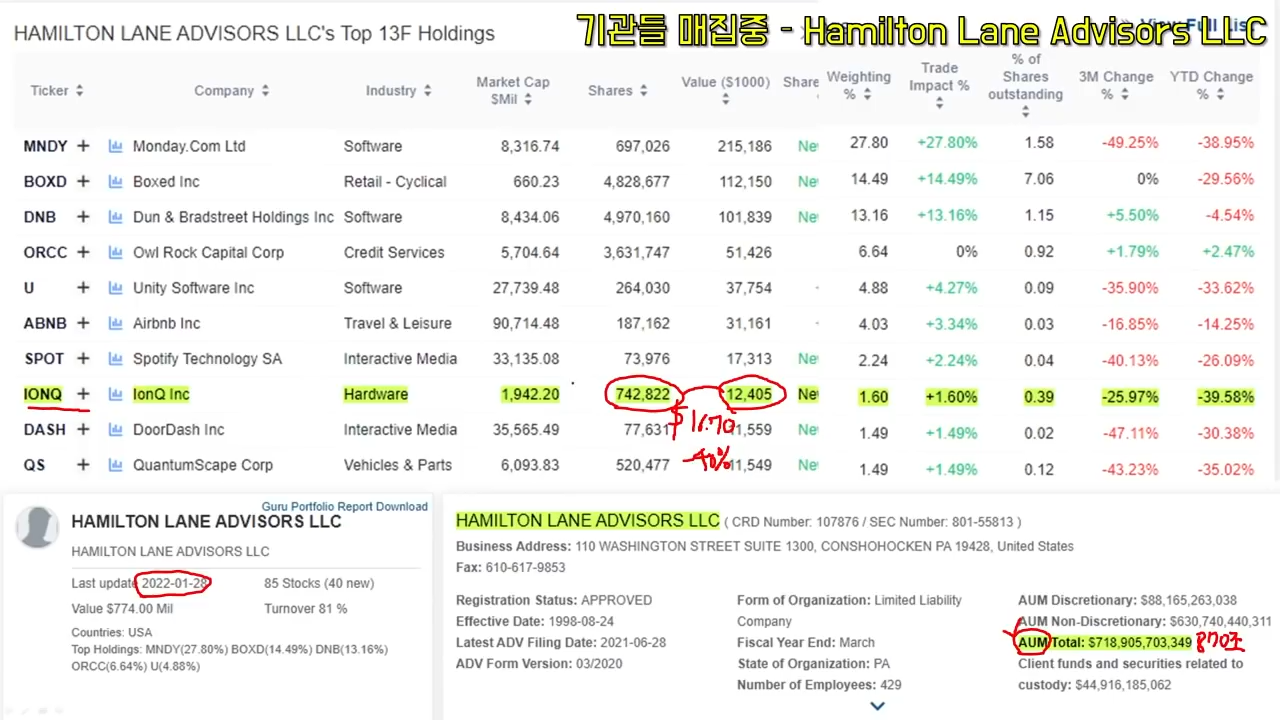 기관들 매집중 - Hamilton Lane Advisors LLC
HAMILTON LANE ADVISORS LLC's Top 13F Holdings
Ticker Company Industry Market Cap $Mil Shares Value ($1000) Share Weighting % Trade Impact % % of Shares outstanding 3M Change % YTD Change %
MNDY + Monday.Com Ltd Software 8,316.74 697,026 215,186 Ne 27.80 +27.80% 1.58 -49.25% -38.95%
BOXD + Boxed Inc Retail - Cyclical 660.23 4,828,677 112,150 Ne 14.49 +14.49% 7.06 0% -29.56%
DNB + Dun & Bradstreet Holdings Inc Software 8,434.06 4,970,160 101,839 Ne 13.16 +13.16% 1.15 +5.50% -4.54%
ORCC + Owl Rock Capital Corp Credit Services 5,704.64 3,631,747 51,426 6.64 0% 0.92 +1.79% +2.47%
U + Unity Software Inc Software 27,739.48 264,030 37,754 4.88 +4.27% 0.09 -35.90% -33.62%
ABNB + Airbnb Inc Travel & Leisure 90,714.48 187,162 31,161 4.03 +3.34% 0.03 -16.85% -14.25%
SPOT + Spotify Technology SA Interactive Media 33,135.08 73,976 17,313 Ne 2.24 +2.24% 0.04 -40.13% -26.09%
IONQ + IonQ Inc Hardware 1,942.20 742,822 12,405 Ne 1.60 +1.60% 0.39 -25.97% -39.58%
$16.70
DASH + DoorDash Inc Interactive Media 35,565.49 77,631 11,559 Ne 1.49 +1.49% 0.02 -47.11% -30.38%
-40%
QS + QuantumScape Corp Vehicles & Parts 6,093.83 520,477 11,549 Ne 1.49 +1.49% 0.12 -43.23% -35.02%
Guru Portfolio Report Download
HAMILTON LANE ADVISORS LLC
HAMILTON LANE ADVISORS LLC
Last update 2022-01-28 85 Stocks (40 new)
Value $774.00 Mil Turnover 81 %
Countries: USA
Top Holdings: MNDY(27.80%) BOXD(14.49%) DNB(13.16%)
ORCC(6.64%) U(4.88%)
HAMILTON LANE ADVISORS LLC ( CRD Number: 107876 / SEC Number: 801-55813 )
Business Address: 110 WASHINGTON STREET SUITE 1300, CONSHOHOCKEN PA 19428, United States
Fax: 610-617-9853
Registration Status: APPROVED
Effective Date: 1998-08-24
Latest ADV Filing Date: 2021-06-28
ADV Form Version: 03/2020
Form of Organization: Limited Liability
Company
Fiscal Year End: March
State of Organization: PA
Number of Employees: 429
AUM Discretionary: $88,165,263,038
AUM Non-Discretionary: $630,740,440,311
AUM Total: $718,905,703,349 870조
Client funds and securities related to
custody: $44,916,185,062